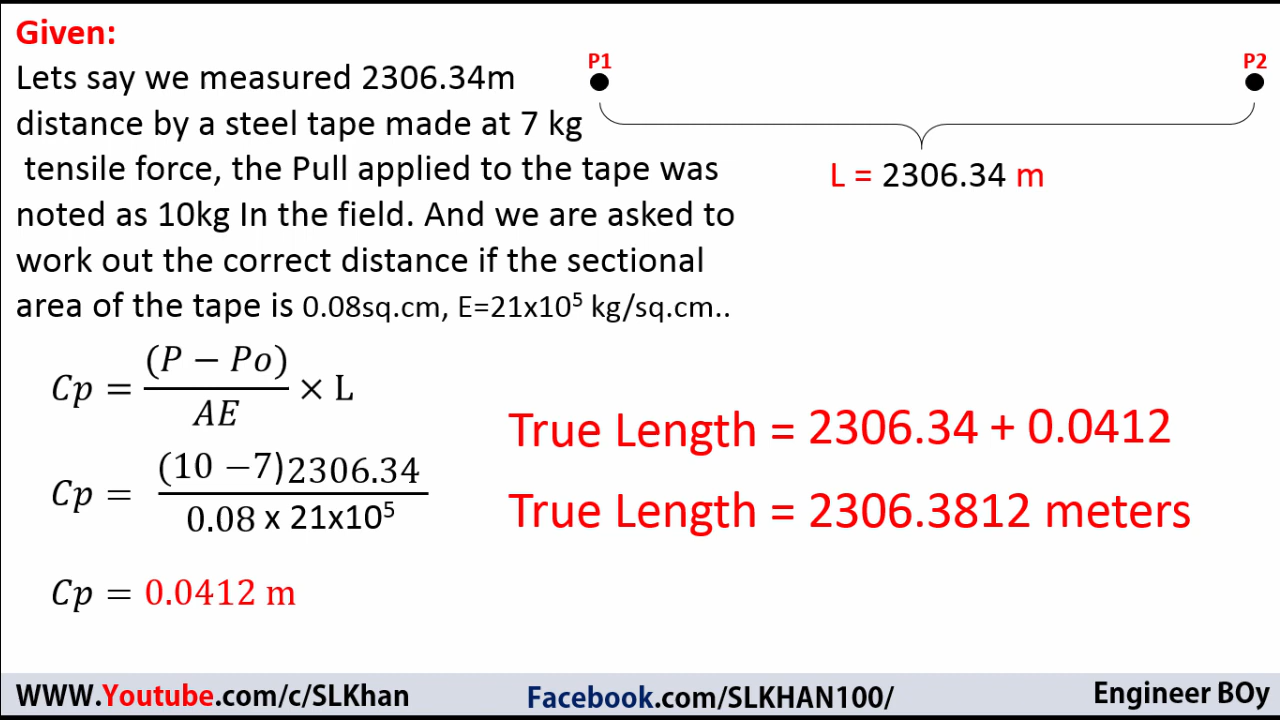 Given:
Lets say we measured 2306.34m
distance by a steel tape made at 7 kg
tensile force, the Pull applied to the tape was
noted as 10kg In the field. And we are asked to
work out the correct distance if the sectional
area of the tape is 0.08sq.cm, E=21x10⁵ kg/sq.cm..
P1
P2
L = 2306.34 m
Cp = (P − Po)
AE
× L
Cp = (10 −7)2306.34
0.08 x 21x10⁵
Cp = 0.0412 m
True Length = 2306.34 + 0.0412
True Length = 2306.3812 meters
WWW.Youtube.com/c/SLKhan
Facebook.com/SLKHAN100/
Engineer BOy